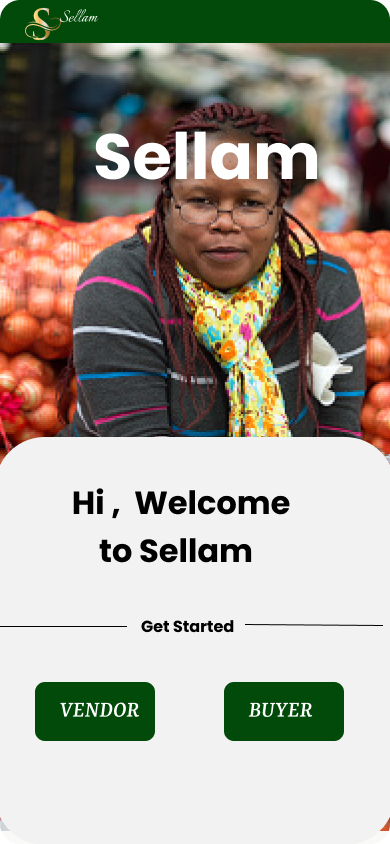 Sellam
Sellam
Hi , Welcome
to Sellam
Get Started
VENDOR
BUYER